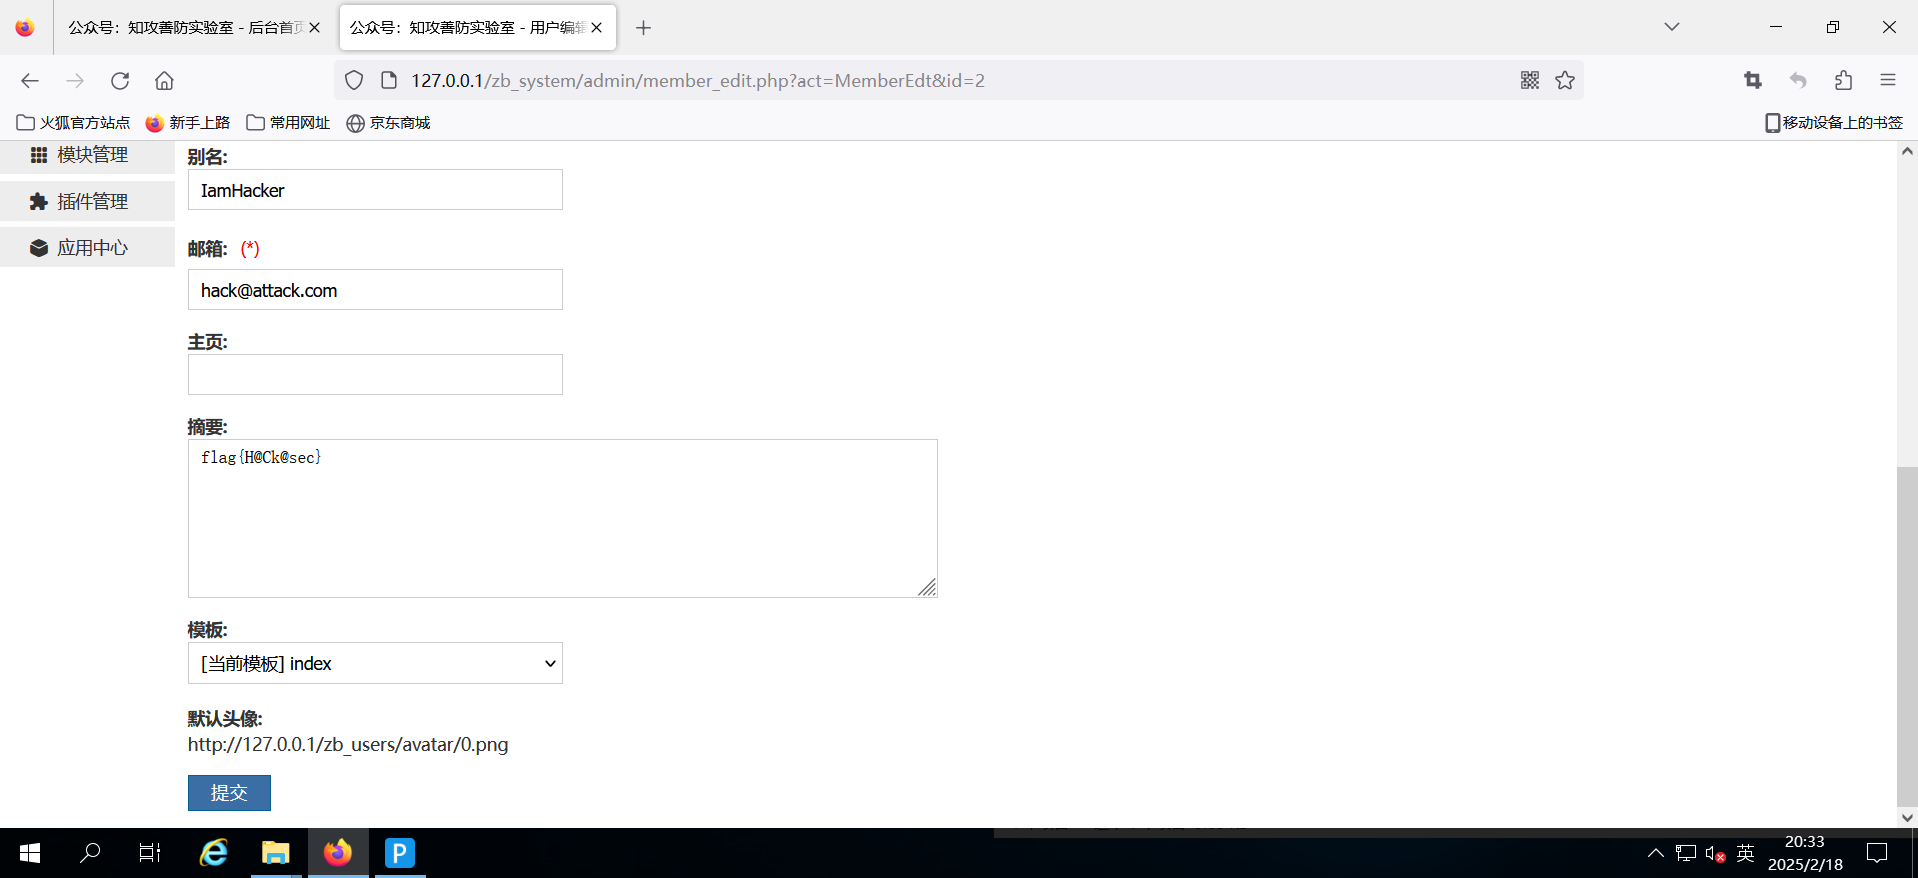 公众号：知攻善防实验室 - 后台首页
公众号：知攻善防实验室 - 用户编辑
127.0.0.1/zb_system/admin/member_edit.php?act=MemberEdt&id=2
火狐官方站点 新手上路 常用网址 京东商城 移动设备上的书签
模块管理
插件管理
应用中心
别名:
IamHacker
邮箱: (*)
hack@attack.com
主页:
摘要:
flag{H@Ck@sec}
模板:
[当前模板] index
默认头像:
http://127.0.0.1/zb_users/avatar/0.png
提交
P
英
20:33
2025/2/18